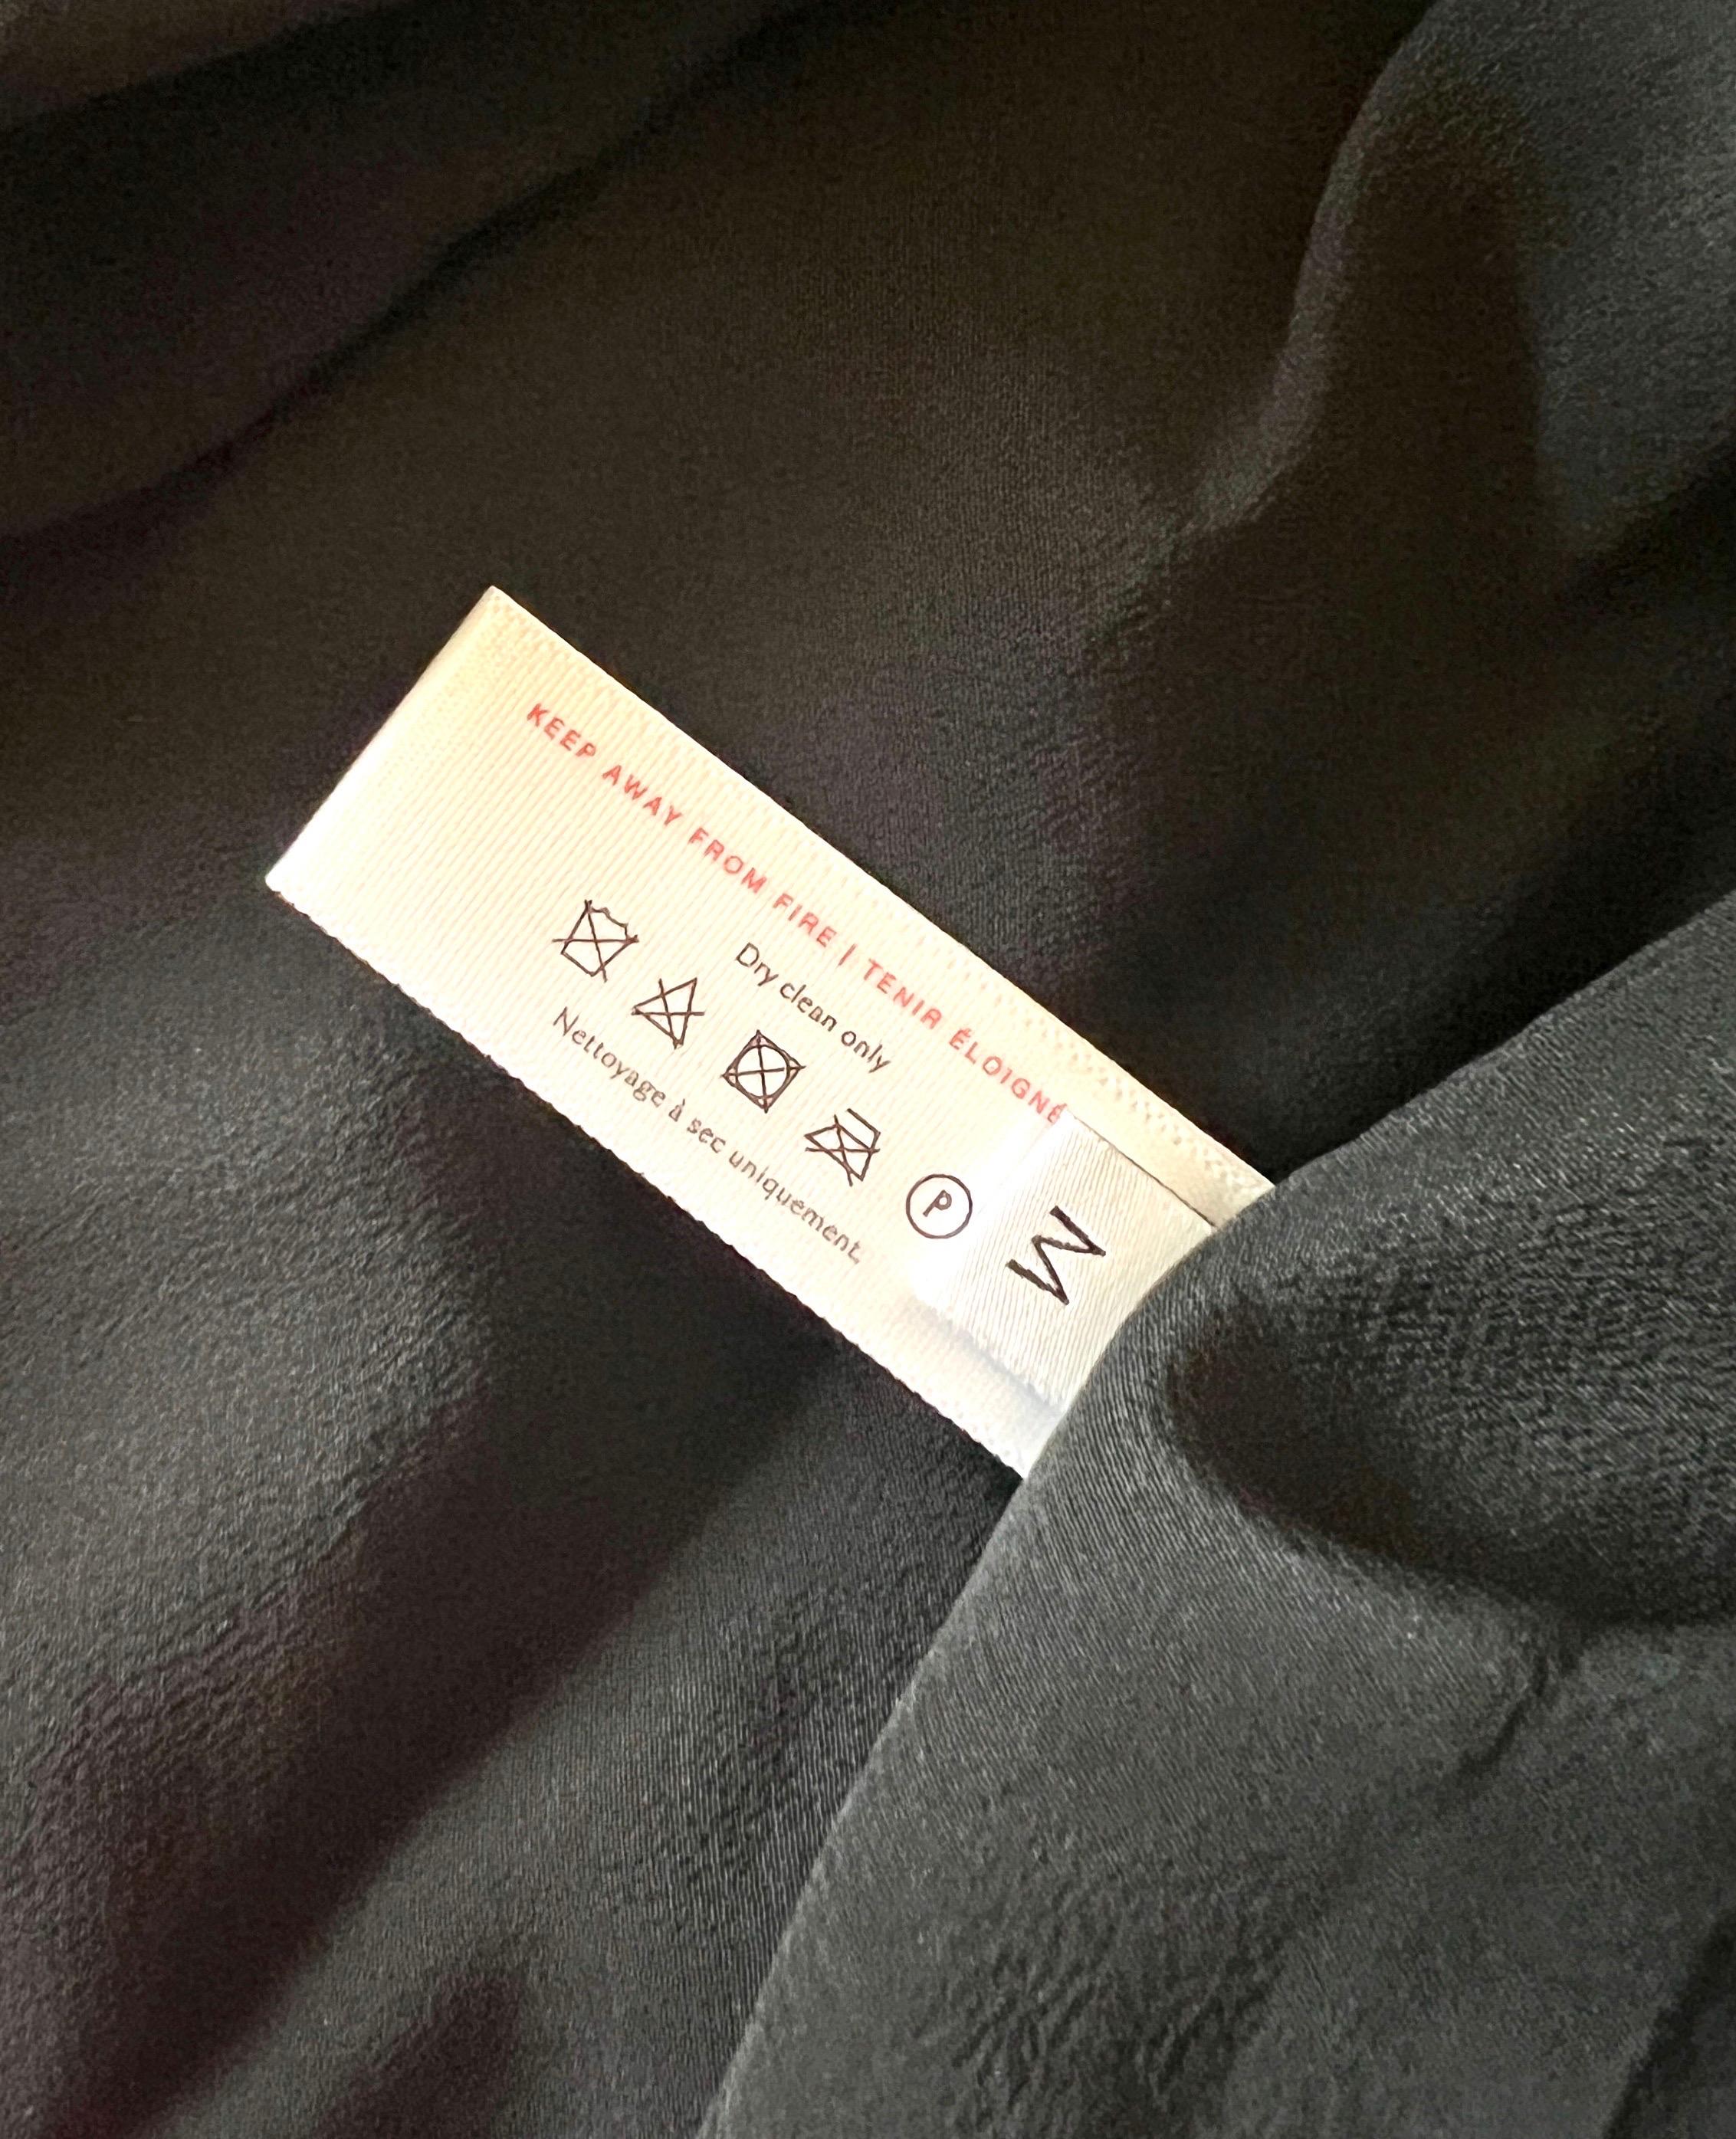 KEEP AWAY FROM FIRE | TENIR ÉLOIGNÉ
Dry clean only
P
Nettoyage à sec uniquement.
M